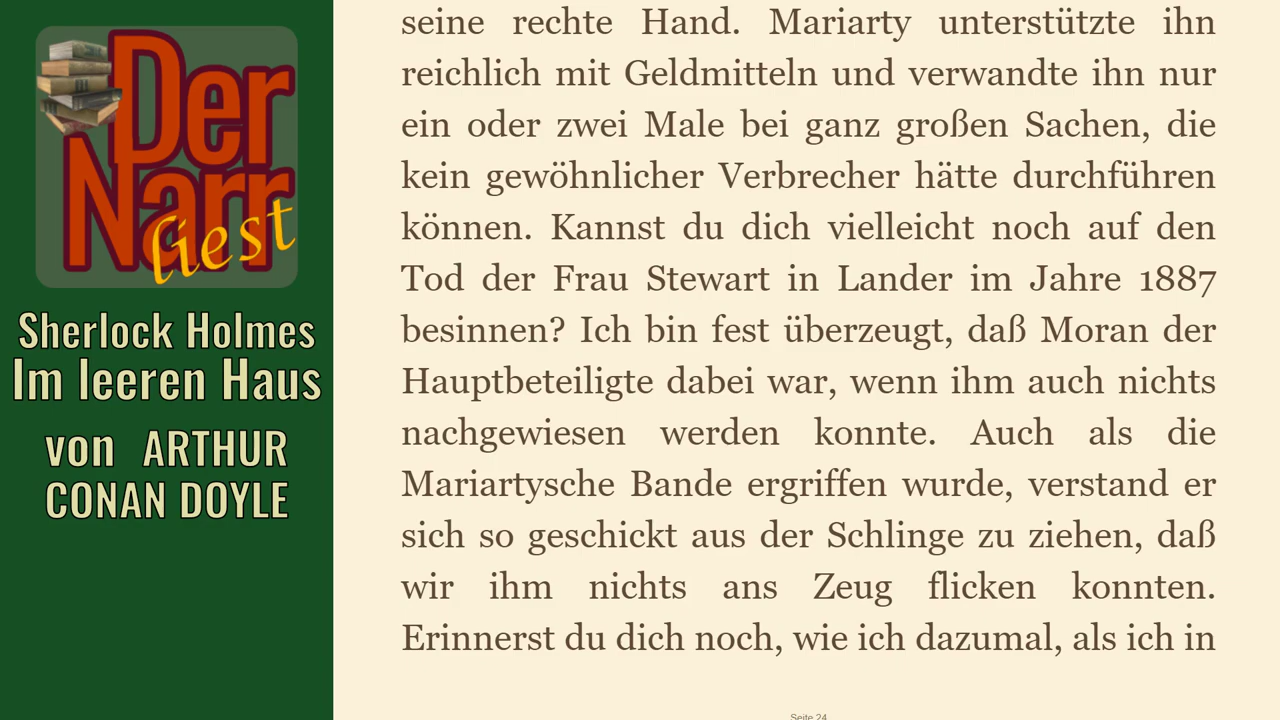 Der
Narr
liest
Sherlock Holmes
Im leeren Haus
von ARTHUR
CONAN DOYLE
seine rechte Hand. Mariarty unterstützte ihn
reichlich mit Geldmitteln und verwandte ihn nur
ein oder zwei Male bei ganz großen Sachen, die
kein gewöhnlicher Verbrecher hätte durchführen
können. Kannst du dich vielleicht noch auf den
Tod der Frau Stewart in Lander im Jahre 1887
besinnen? Ich bin fest überzeugt, daß Moran der
Hauptbeteiligte dabei war, wenn ihm auch nichts
nachgewiesen werden konnte. Auch als die
Mariartysche Bande ergriffen wurde, verstand er
sich so geschickt aus der Schlinge zu ziehen, daß
wir ihm nichts ans Zeug flicken konnten.
Erinnerst du dich noch, wie ich dazumal, als ich in
Seite 24